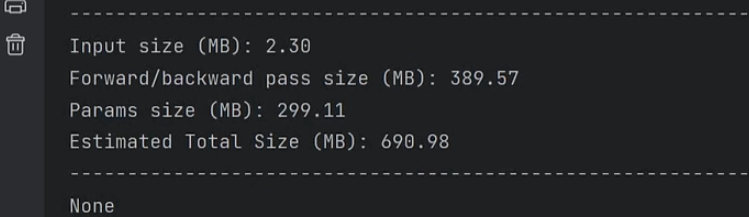 ----------------------------------------------------------------
Input size (MB): 2.30
Forward/backward pass size (MB): 389.57
Params size (MB): 299.11
Estimated Total Size (MB): 690.98
----------------------------------------------------------------
None